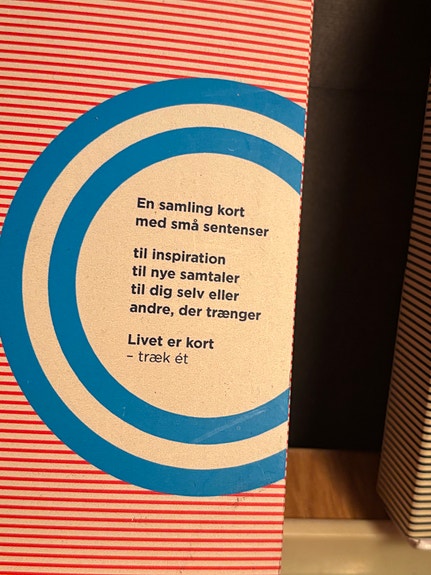 En samling kort
med små sentenser
til inspiration
til nye samtaler
til dig selv eller
andre, der trænger
Livet er kort
– træk ét